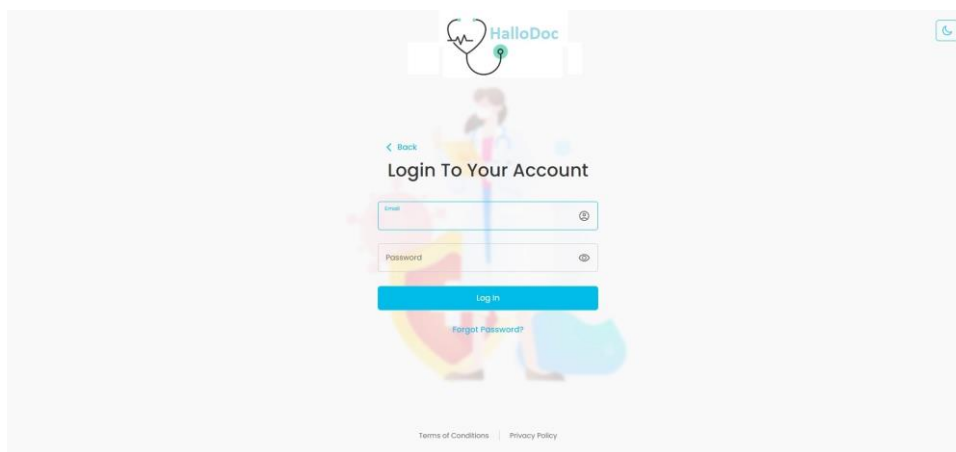 HalloDoc
Back
Login To Your Account
Email
Password
Log In
Forgot Password?
Terms of Conditions
Privacy Policy